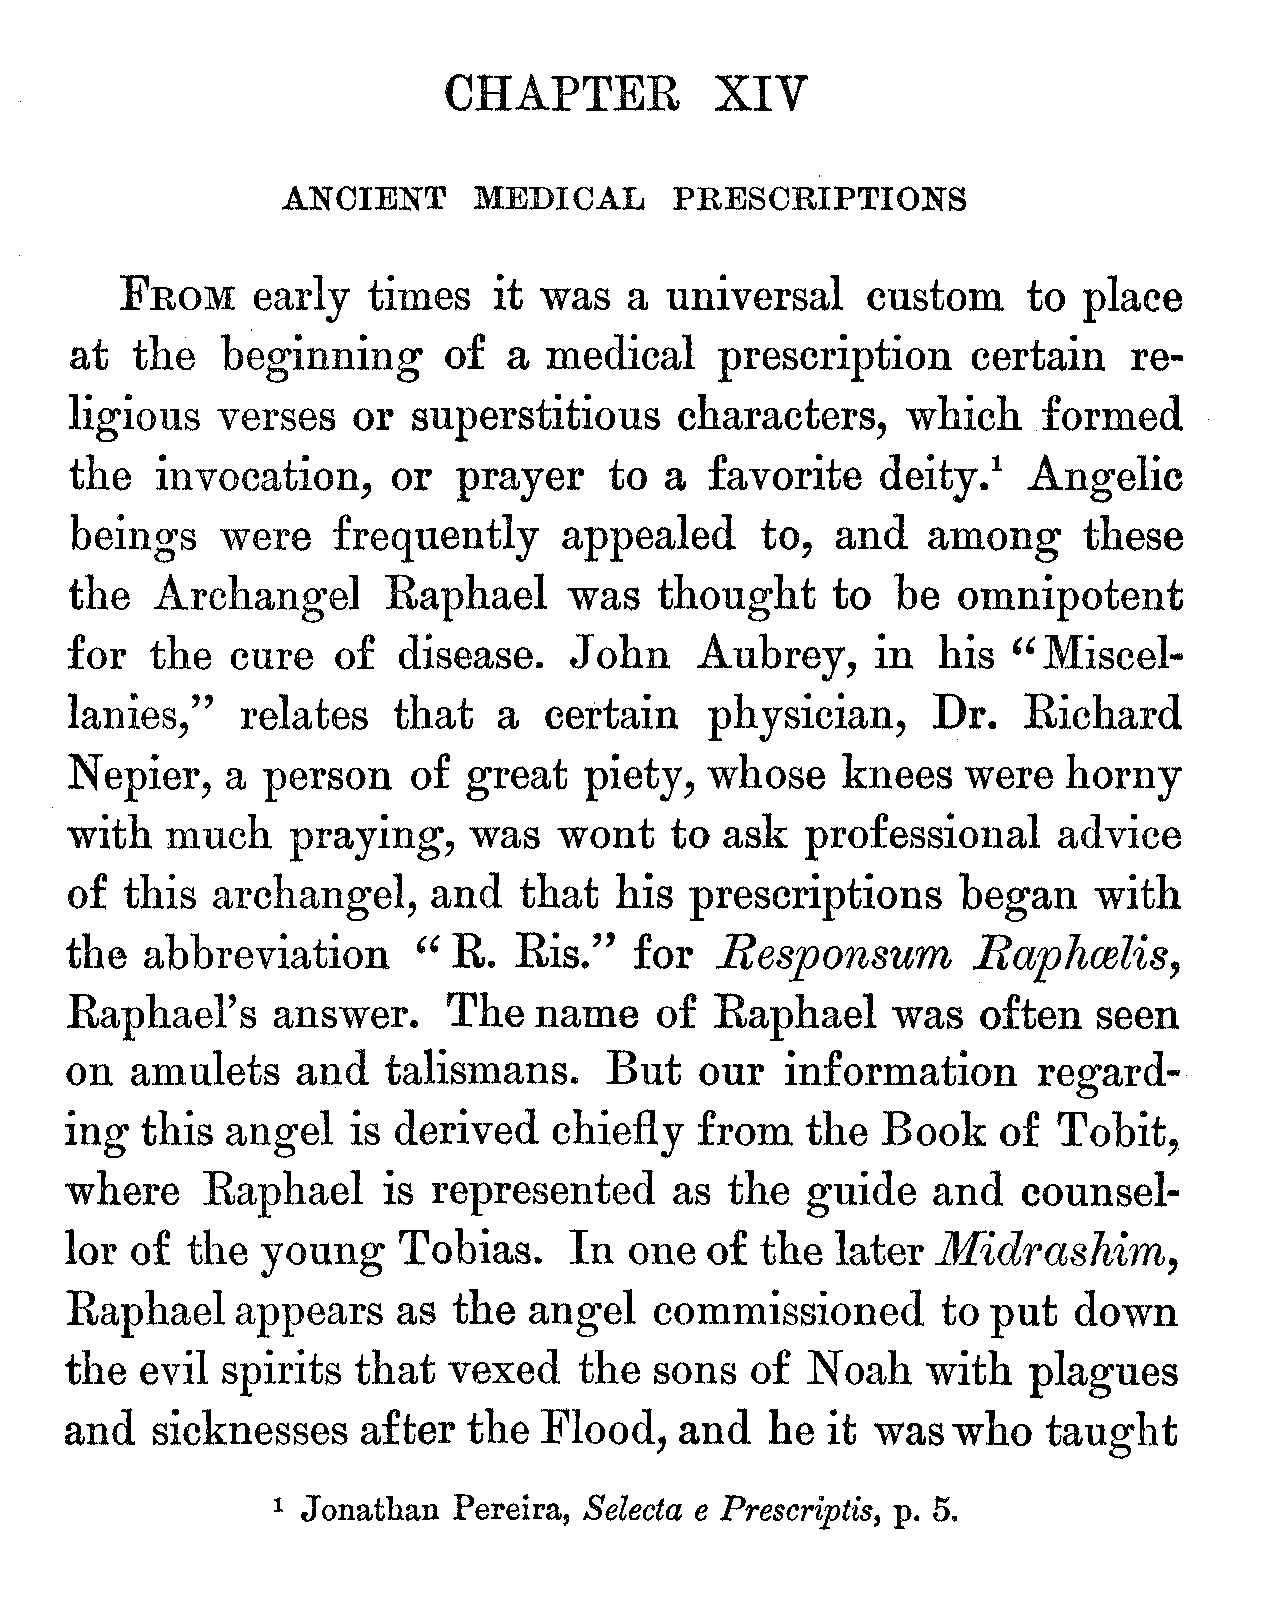 CHAPTER XIV
ANCIENT MEDICAL PRESCRIPTIONS
FROM early times it was a universal custom to place
at the beginning of a medical prescription certain re-
ligious verses or superstitious characters, which formed
the invocation, or prayer to a favorite deity.¹ Angelic
beings were frequently appealed to, and among these
the Archangel Raphael was thought to be omnipotent
for the cure of disease. John Aubrey, in his “Miscel-
lanies,” relates that a certain physician, Dr. Richard
Nepier, a person of great piety, whose knees were horny
with much praying, was wont to ask professional advice
of this archangel, and that his prescriptions began with
the abbreviation “R. Ris.” for Responsum Raphælis,
Raphael’s answer. The name of Raphael was often seen
on amulets and talismans. But our information regard-
ing this angel is derived chiefly from the Book of Tobit,
where Raphael is represented as the guide and counsel-
lor of the young Tobias. In one of the later Midrashim,
Raphael appears as the angel commissioned to put down
the evil spirits that vexed the sons of Noah with plagues
and sicknesses after the Flood, and he it was who taught
¹ Jonathan Pereira, Selecta e Prescriptis, p. 5.